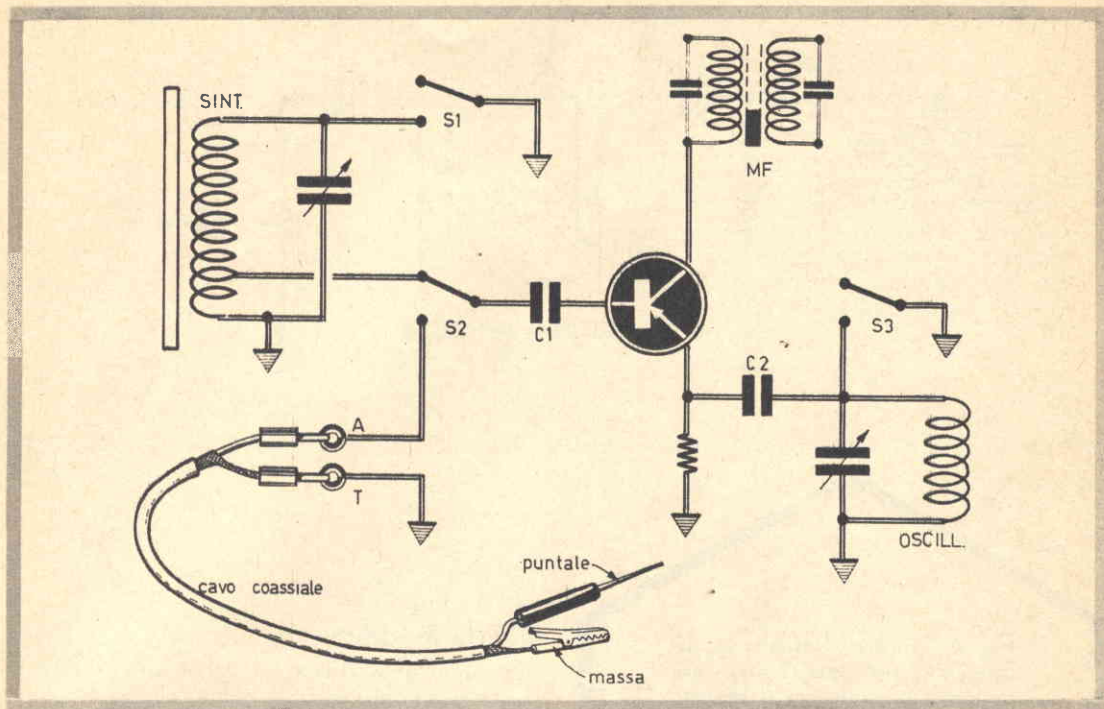 SINT.
S1
MF
S2
C1
S3
C2
A
T
OSCILL.
puntale
cavo coassiale
massa